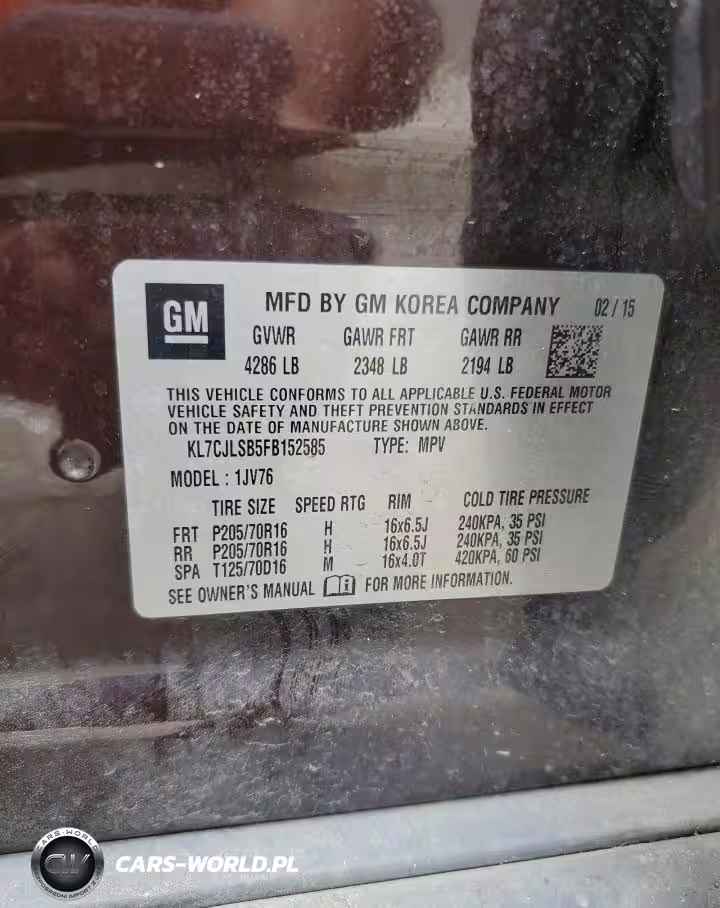 GM MFD BY GM KOREA COMPANY 02 / 15
GVWR GAWR FRT GAWR RR
4286 LB 2348 LB 2194 LB
THIS VEHICLE CONFORMS TO ALL APPLICABLE U.S. FEDERAL MOTOR
VEHICLE SAFETY AND THEFT PREVENTION STANDARDS IN EFFECT
ON THE DATE OF MANUFACTURE SHOWN ABOVE.
KL7CJLSB5FB152585 TYPE: MPV
MODEL : 1JV76
TIRE SIZE SPEED RTG RIM COLD TIRE PRESSURE
FRT P205/70R16 H 16x6.5J 240KPA, 35 PSI
RR P205/70R16 H 16x6.5J 240KPA, 35 PSI
SPA T125/70D16 M 16x4.0T 420KPA, 60 PSI
SEE OWNER'S MANUAL FOR MORE INFORMATION.
CARS-WORLD
CW
CARS-WORLD.PL